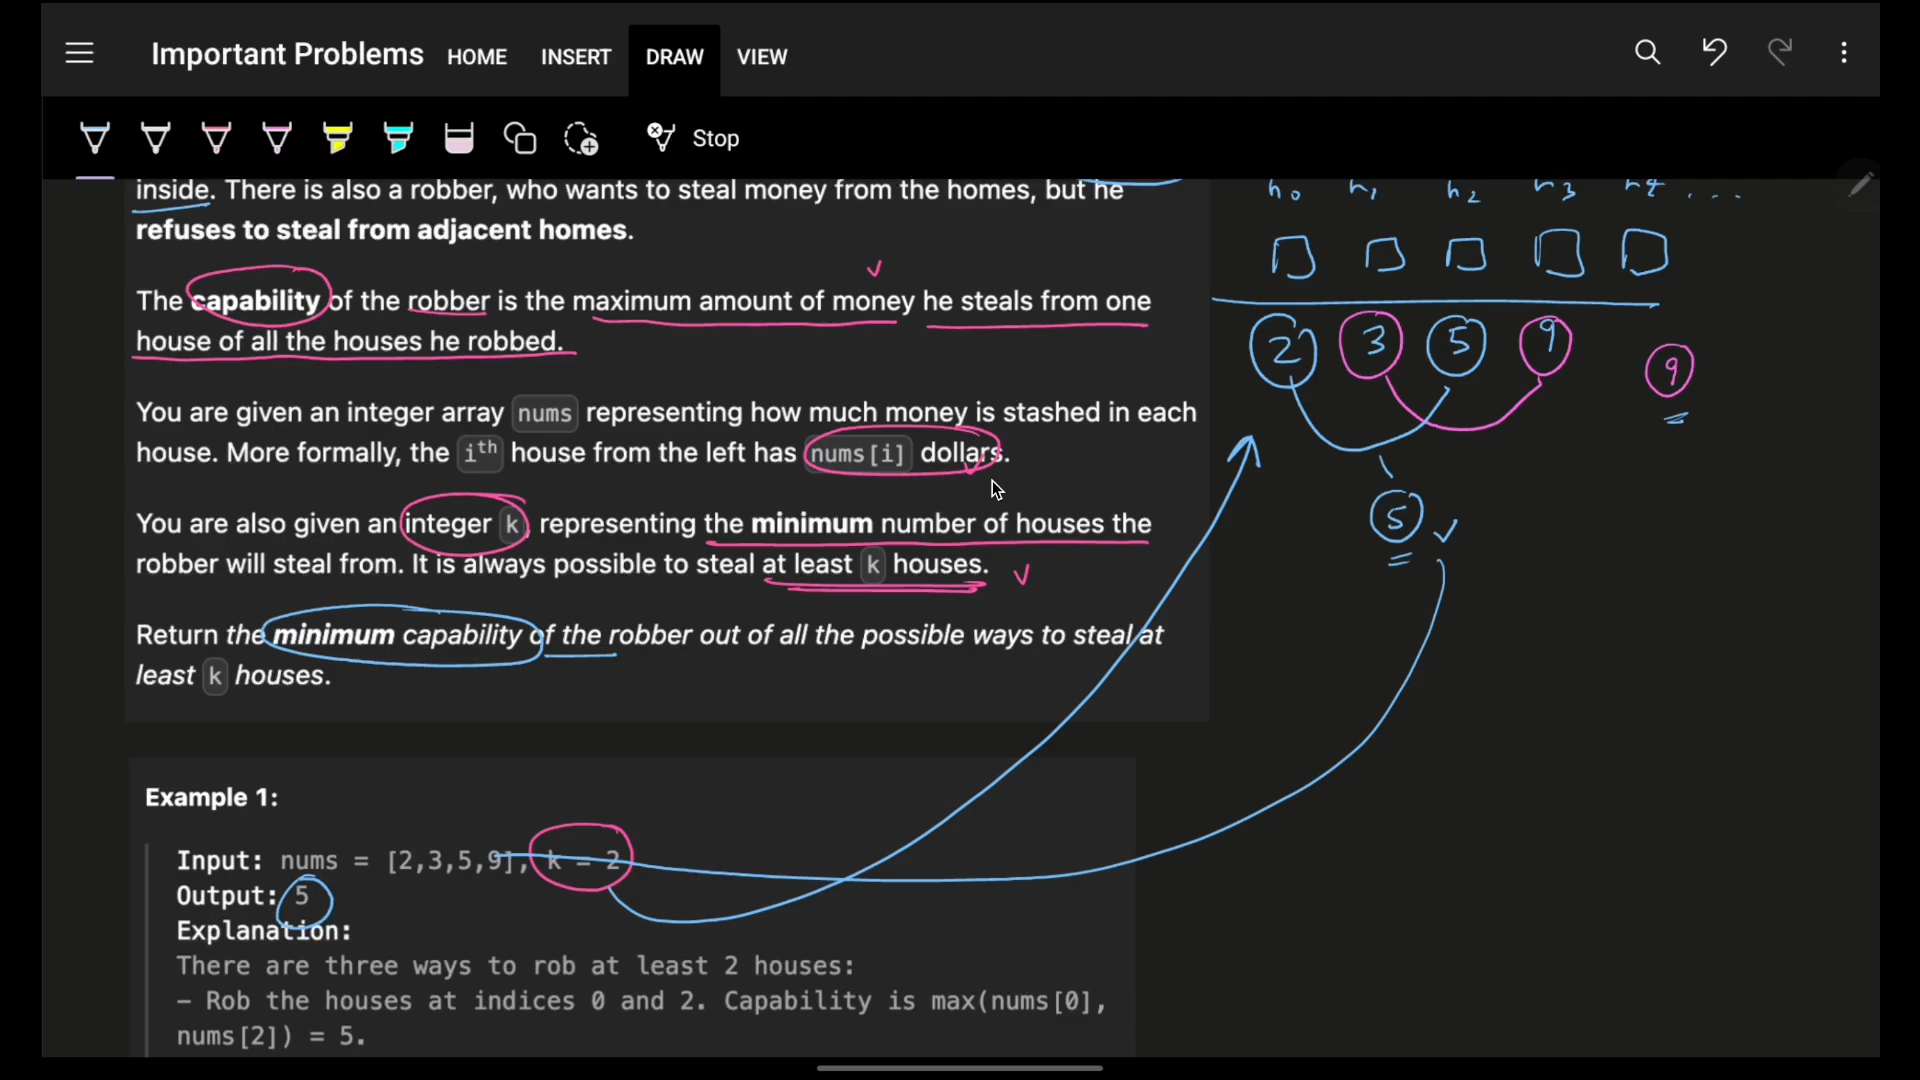 Important Problems HOME INSERT DRAW VIEW
Stop
inside. There is also a robber, who wants to steal money from the homes, but he
refuses to steal from adjacent homes.
The capability of the robber is the maximum amount of money he steals from one
house of all the houses he robbed.
You are given an integer array nums representing how much money is stashed in each
house. More formally, the ith house from the left has nums[i] dollars.
You are also given an integer k, representing the minimum number of houses the
robber will steal from. It is always possible to steal at least k houses.
Return the minimum capability of the robber out of all the possible ways to steal at
least k houses.
Example 1:
Input: nums = [2,3,5,9], k = 2
Output: 5
Explanation:
There are three ways to rob at least 2 houses:
- Rob the houses at indices 0 and 2. Capability is max(nums[0],
nums[2]) = 5.
h0 h1 h2 h3 h4 ....
2 3 5 9
9
5